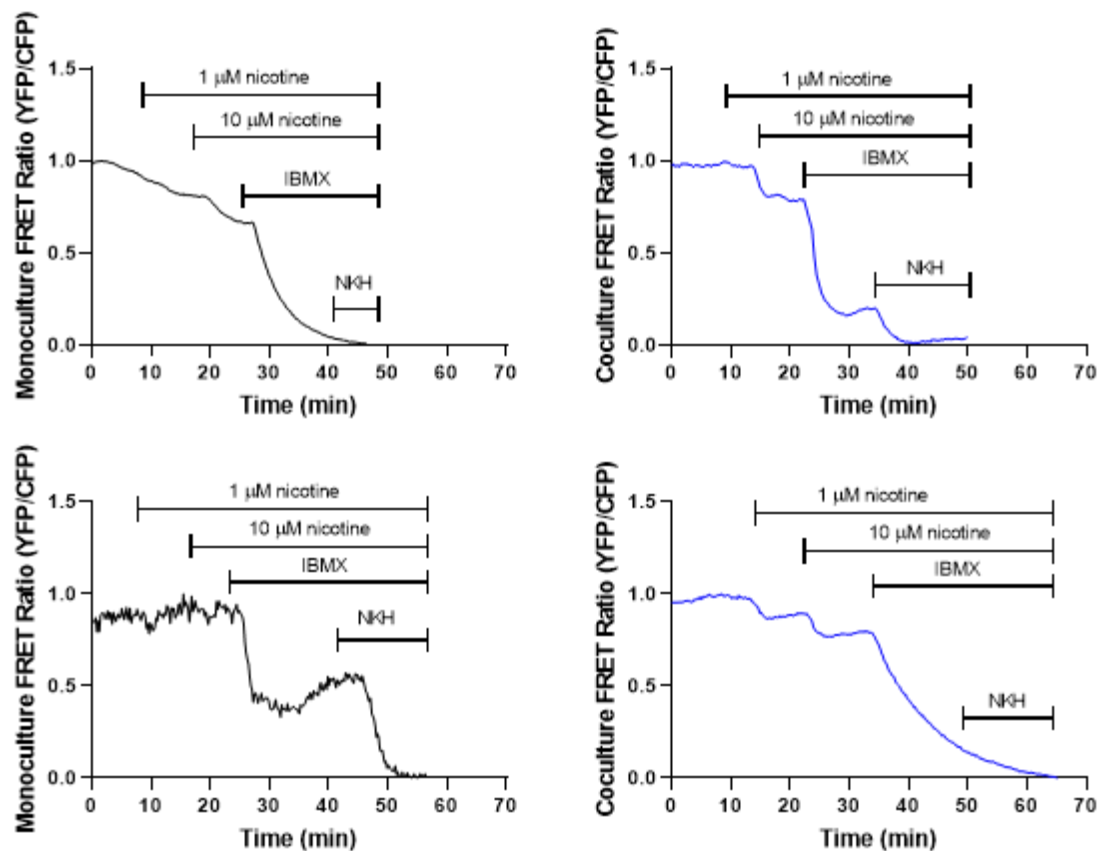 Monoculture FRET Ratio (YFP/CFP)
1.5
1.0
0.5
0.0
1 μM nicotine
10 μM nicotine
IBMX
NKH
0 10 20 30 40 50 60 70
Time (min)
Coculture FRET Ratio (YFP/CFP)
1.5
1.0
0.5
0.0
1 μM nicotine
10 μM nicotine
IBMX
NKH
0 10 20 30 40 50 60 70
Time (min)
Monoculture FRET Ratio (YFP/CFP)
1.5
1.0
0.5
0.0
1 μM nicotine
10 μM nicotine
IBMX
NKH
0 10 20 30 40 50 60 70
Time (min)
Coculture FRET Ratio (YFP/CFP)
1.5
1.0
0.5
0.0
1 μM nicotine
10 μM nicotine
IBMX
NKH
0 10 20 30 40 50 60 70
Time (min)